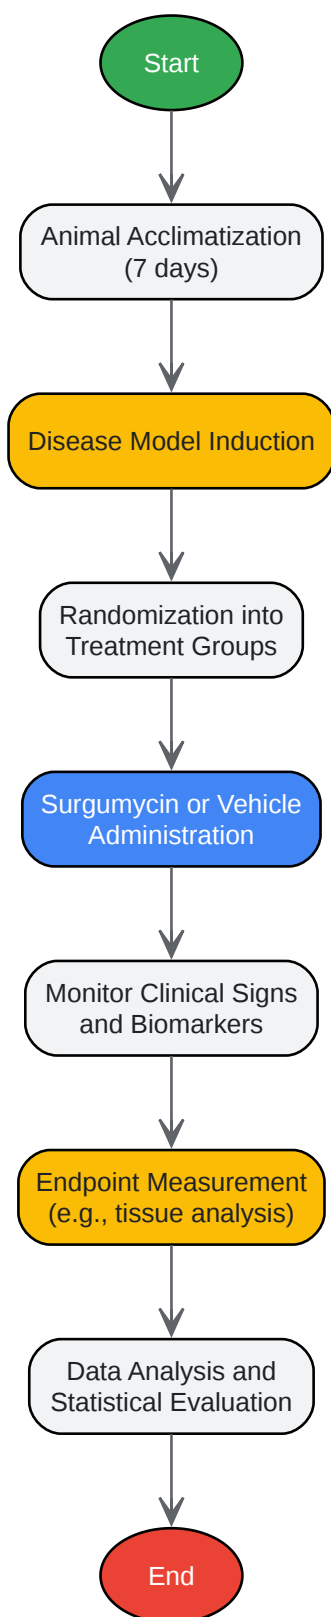 Start
Animal Acclimatization
(7 days)
Disease Model Induction
Randomization into
Treatment Groups
Surgumycin or Vehicle
Administration
Monitor Clinical Signs
and Biomarkers
Endpoint Measurement
(e.g., tissue analysis)
Data Analysis and
Statistical Evaluation
End